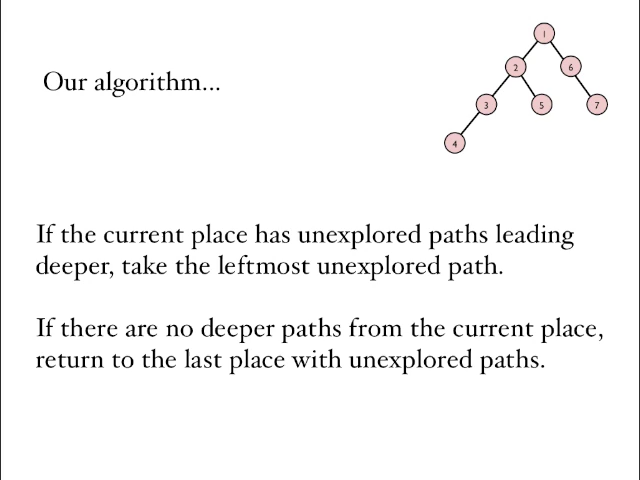 1
Our algorithm...
2
6
3
5
7
4
If the current place has unexplored paths leading
deeper, take the leftmost unexplored path.
If there are no deeper paths from the current place,
return to the last place with unexplored paths.